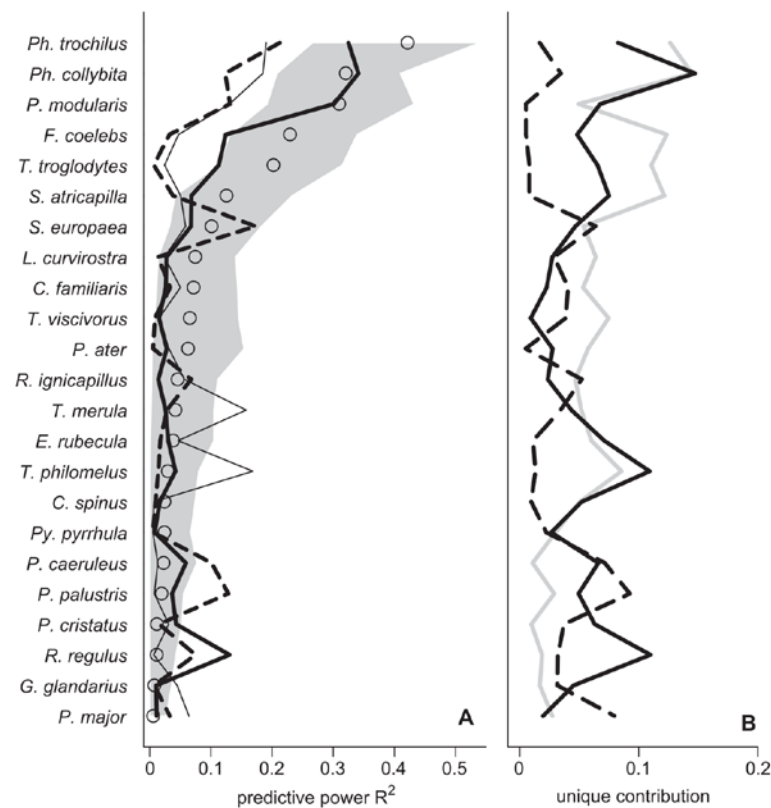 Ph. trochilus
Ph. collybita
P. modularis
F. coelebs
T. troglodytes
S. atricapilla
S. europaea
L. curvirostra
C. familiaris
T. viscivorus
P. ater
R. ignicapillus
T. merula
E. rubecula
T. philomelus
C. spinus
Py. pyrrhula
P. caeruleus
P. palustris
P. cristatus
R. regulus
G. glandarius
P. major
A
0 0.1 0.2 0.3 0.4 0.5
predictive power R²
B
0 0.1 0.2
unique contribution